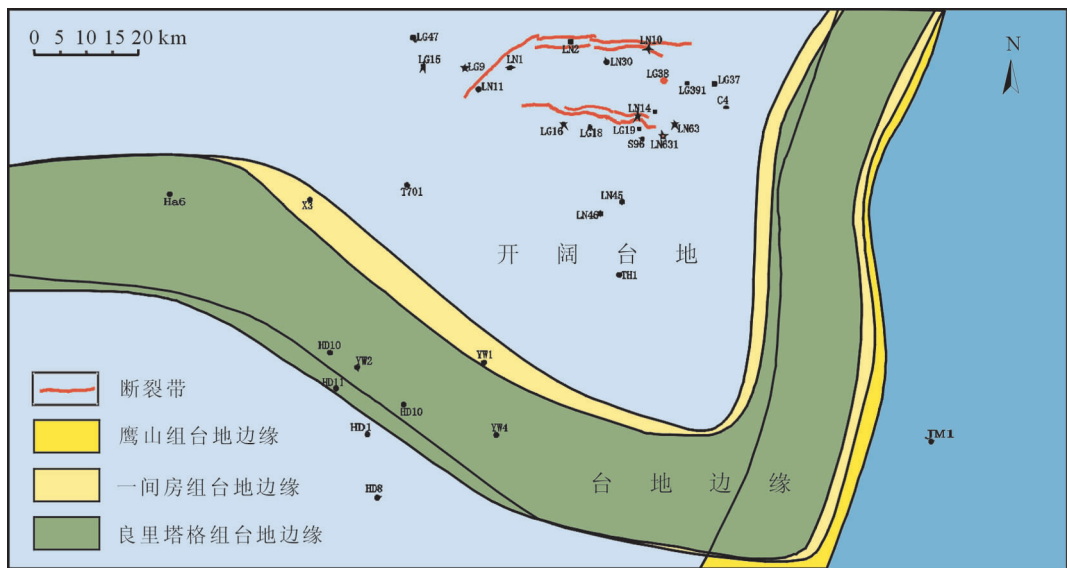 0 5 10 15 20 km
N
LG47
LN2
LN10
LG15
LG9
LN1
LN30
LG38
LN11
LG391
LG37
C4
LN14
LG16
LG18
LG19
LN63
S96
LN631
Ha6
X3
T701
LN45
LN46
开阔台地
TH1
HD10
YW2
YW1
HD11
HD10
HD1
YW4
JM1
HD8
台地边缘
断裂带
鹰山组台地边缘
一间房组台地边缘
良里塔格组台地边缘